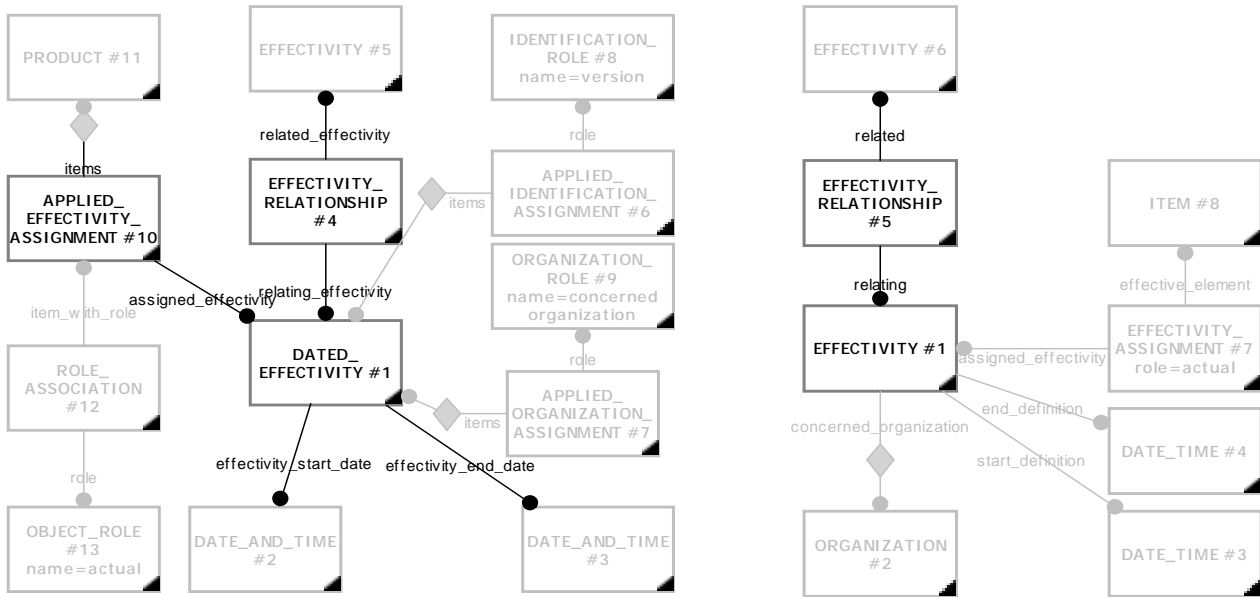 PRODUCT #11
EFFECTIVITY #5
IDENTIFICATION_
ROLE #8
name=version
EFFECTIVITY #6
related_effectivity
role
related
items
APPLIED_
EFFECTIVITY_
ASSIGNMENT #10
EFFECTIVITY_
RELATIONSHIP
#4
items
APPLIED_
IDENTIFICATION_
ASSIGNMENT #6
EFFECTIVITY_
RELATIONSHIP
#5
ITEM #8
ORGANIZATION_
ROLE #9
name=concerned
organization
assigned_effectivity
relating_effectivity
relating
effective_element
item_with_role
ROLE_
ASSOCIATION
#12
DATED_
EFFECTIVITY #1
role
EFFECTIVITY #1
assigned_effectivity
EFFECTIVITY_
ASSIGNMENT #7
role=actual
items
APPLIED_
ORGANIZATION_
ASSIGNMENT #7
end_definition
concerned_organization
start_definition
DATE_TIME #4
role
effectivity_start_date
effectivity_end_date
OBJECT_ROLE
#13
name=actual
DATE_AND_TIME
#2
DATE_AND_TIME
#3
ORGANIZATION
#2
DATE_TIME #3